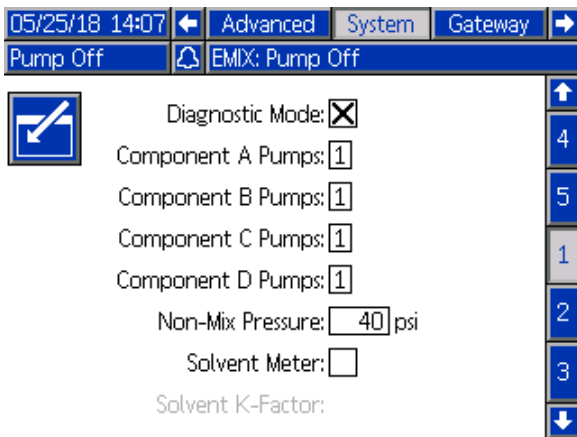 05/25/18 14:07 Advanced System Gateway
Pump Off EMIX: Pump Off
Diagnostic Mode:
4
Component A Pumps: 1
Component B Pumps: 1
5
Component C Pumps: 1
1
Component D Pumps: 1
Non-Mix Pressure: 40 psi
2
Solvent Meter:
3
Solvent K-Factor: